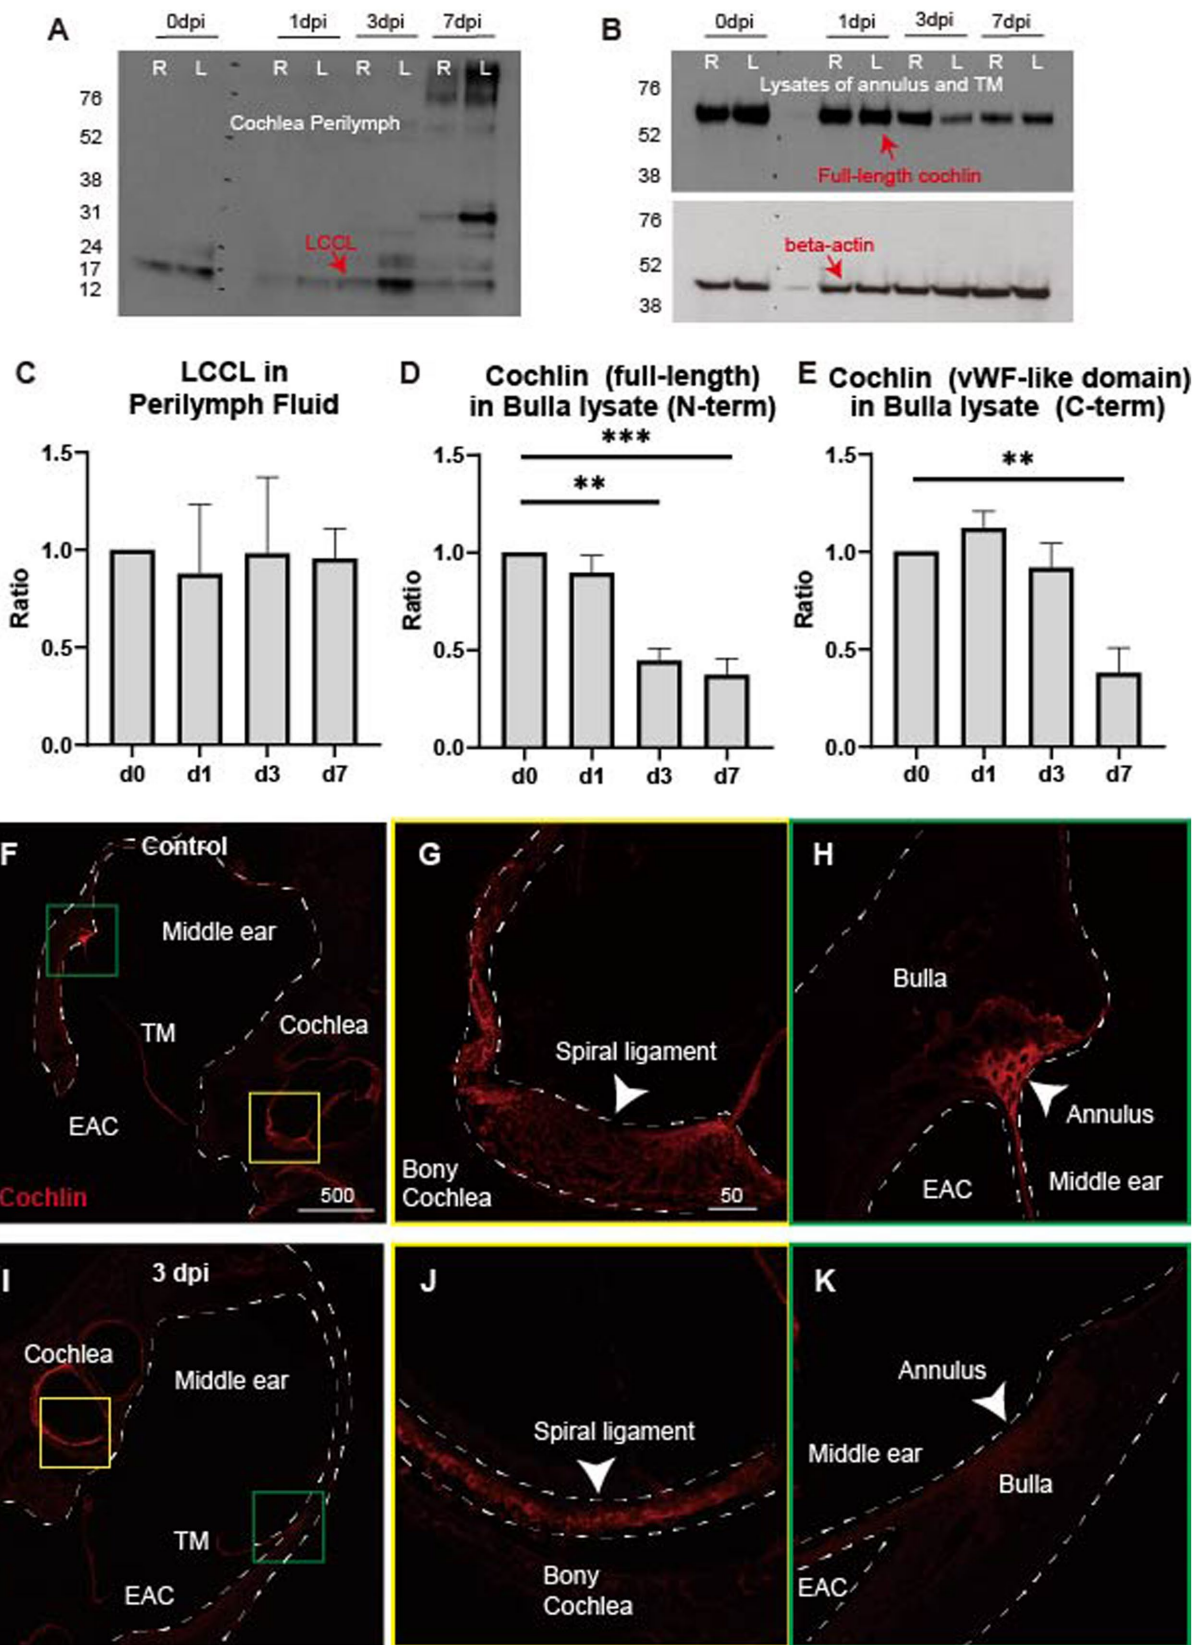 A
0dpi 1dpi 3dpi 7dpi
R L R L R L R L
Cochlea Perilymph
76
52
38
31
24
17
12
LCCL
B
0dpi 1dpi 3dpi 7dpi
R L R L R L R L
Lysates of annulus and TM
76
52
38
Full-length cochlin
76
52
38
beta-actin
C
LCCL in
Perilymph Fluid
Ratio
1.5
1.0
0.5
0.0
d0 d1 d3 d7
D
Cochlin (full-length)
in Bulla lysate (N-term)
Ratio
1.5
1.0
0.5
0.0
***
**
d0 d1 d3 d7
E
Cochlin (vWF-like domain)
in Bulla lysate (C-term)
Ratio
1.5
1.0
0.5
0.0
**
d0 d1 d3 d7
F
Control
Middle ear
TM
Cochlea
EAC
Cochlin
500
G
Spiral ligament
Bony
Cochlea
50
H
Bulla
Annulus
EAC
Middle ear
I
3 dpi
Cochlea
Middle ear
TM
EAC
J
Spiral ligament
Bony
Cochlea
K
Annulus
Middle ear
Bulla
EAC